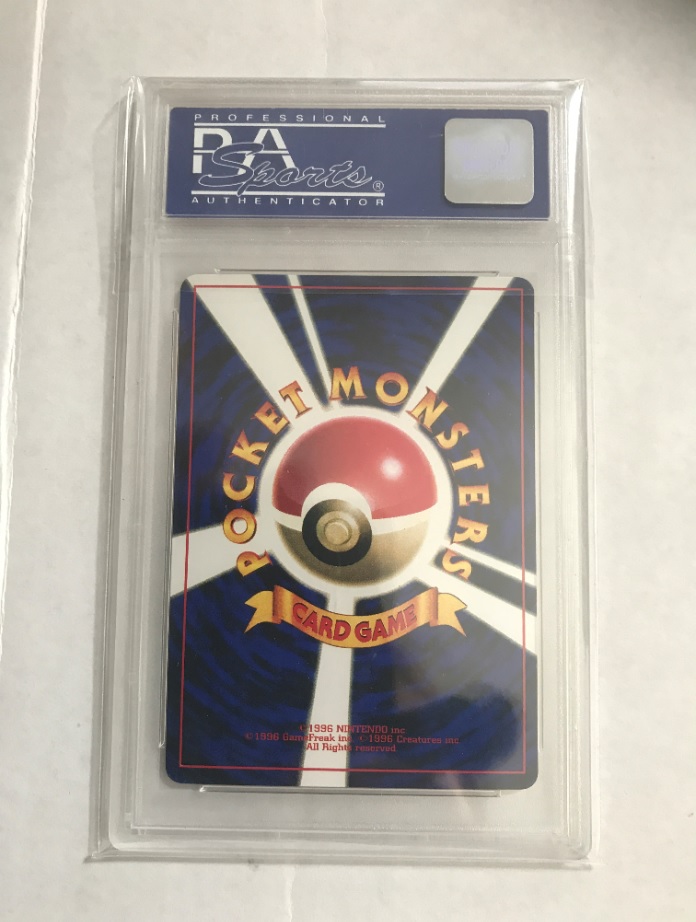 PROFESSIONAL
PSA
Sports®
AUTHENTICATOR
POCKET MONSTERS
CARD GAME
©1996 NINTENDO inc
©1996 GameFreak inc. ©1996 Creatures inc.
All Rights reserved